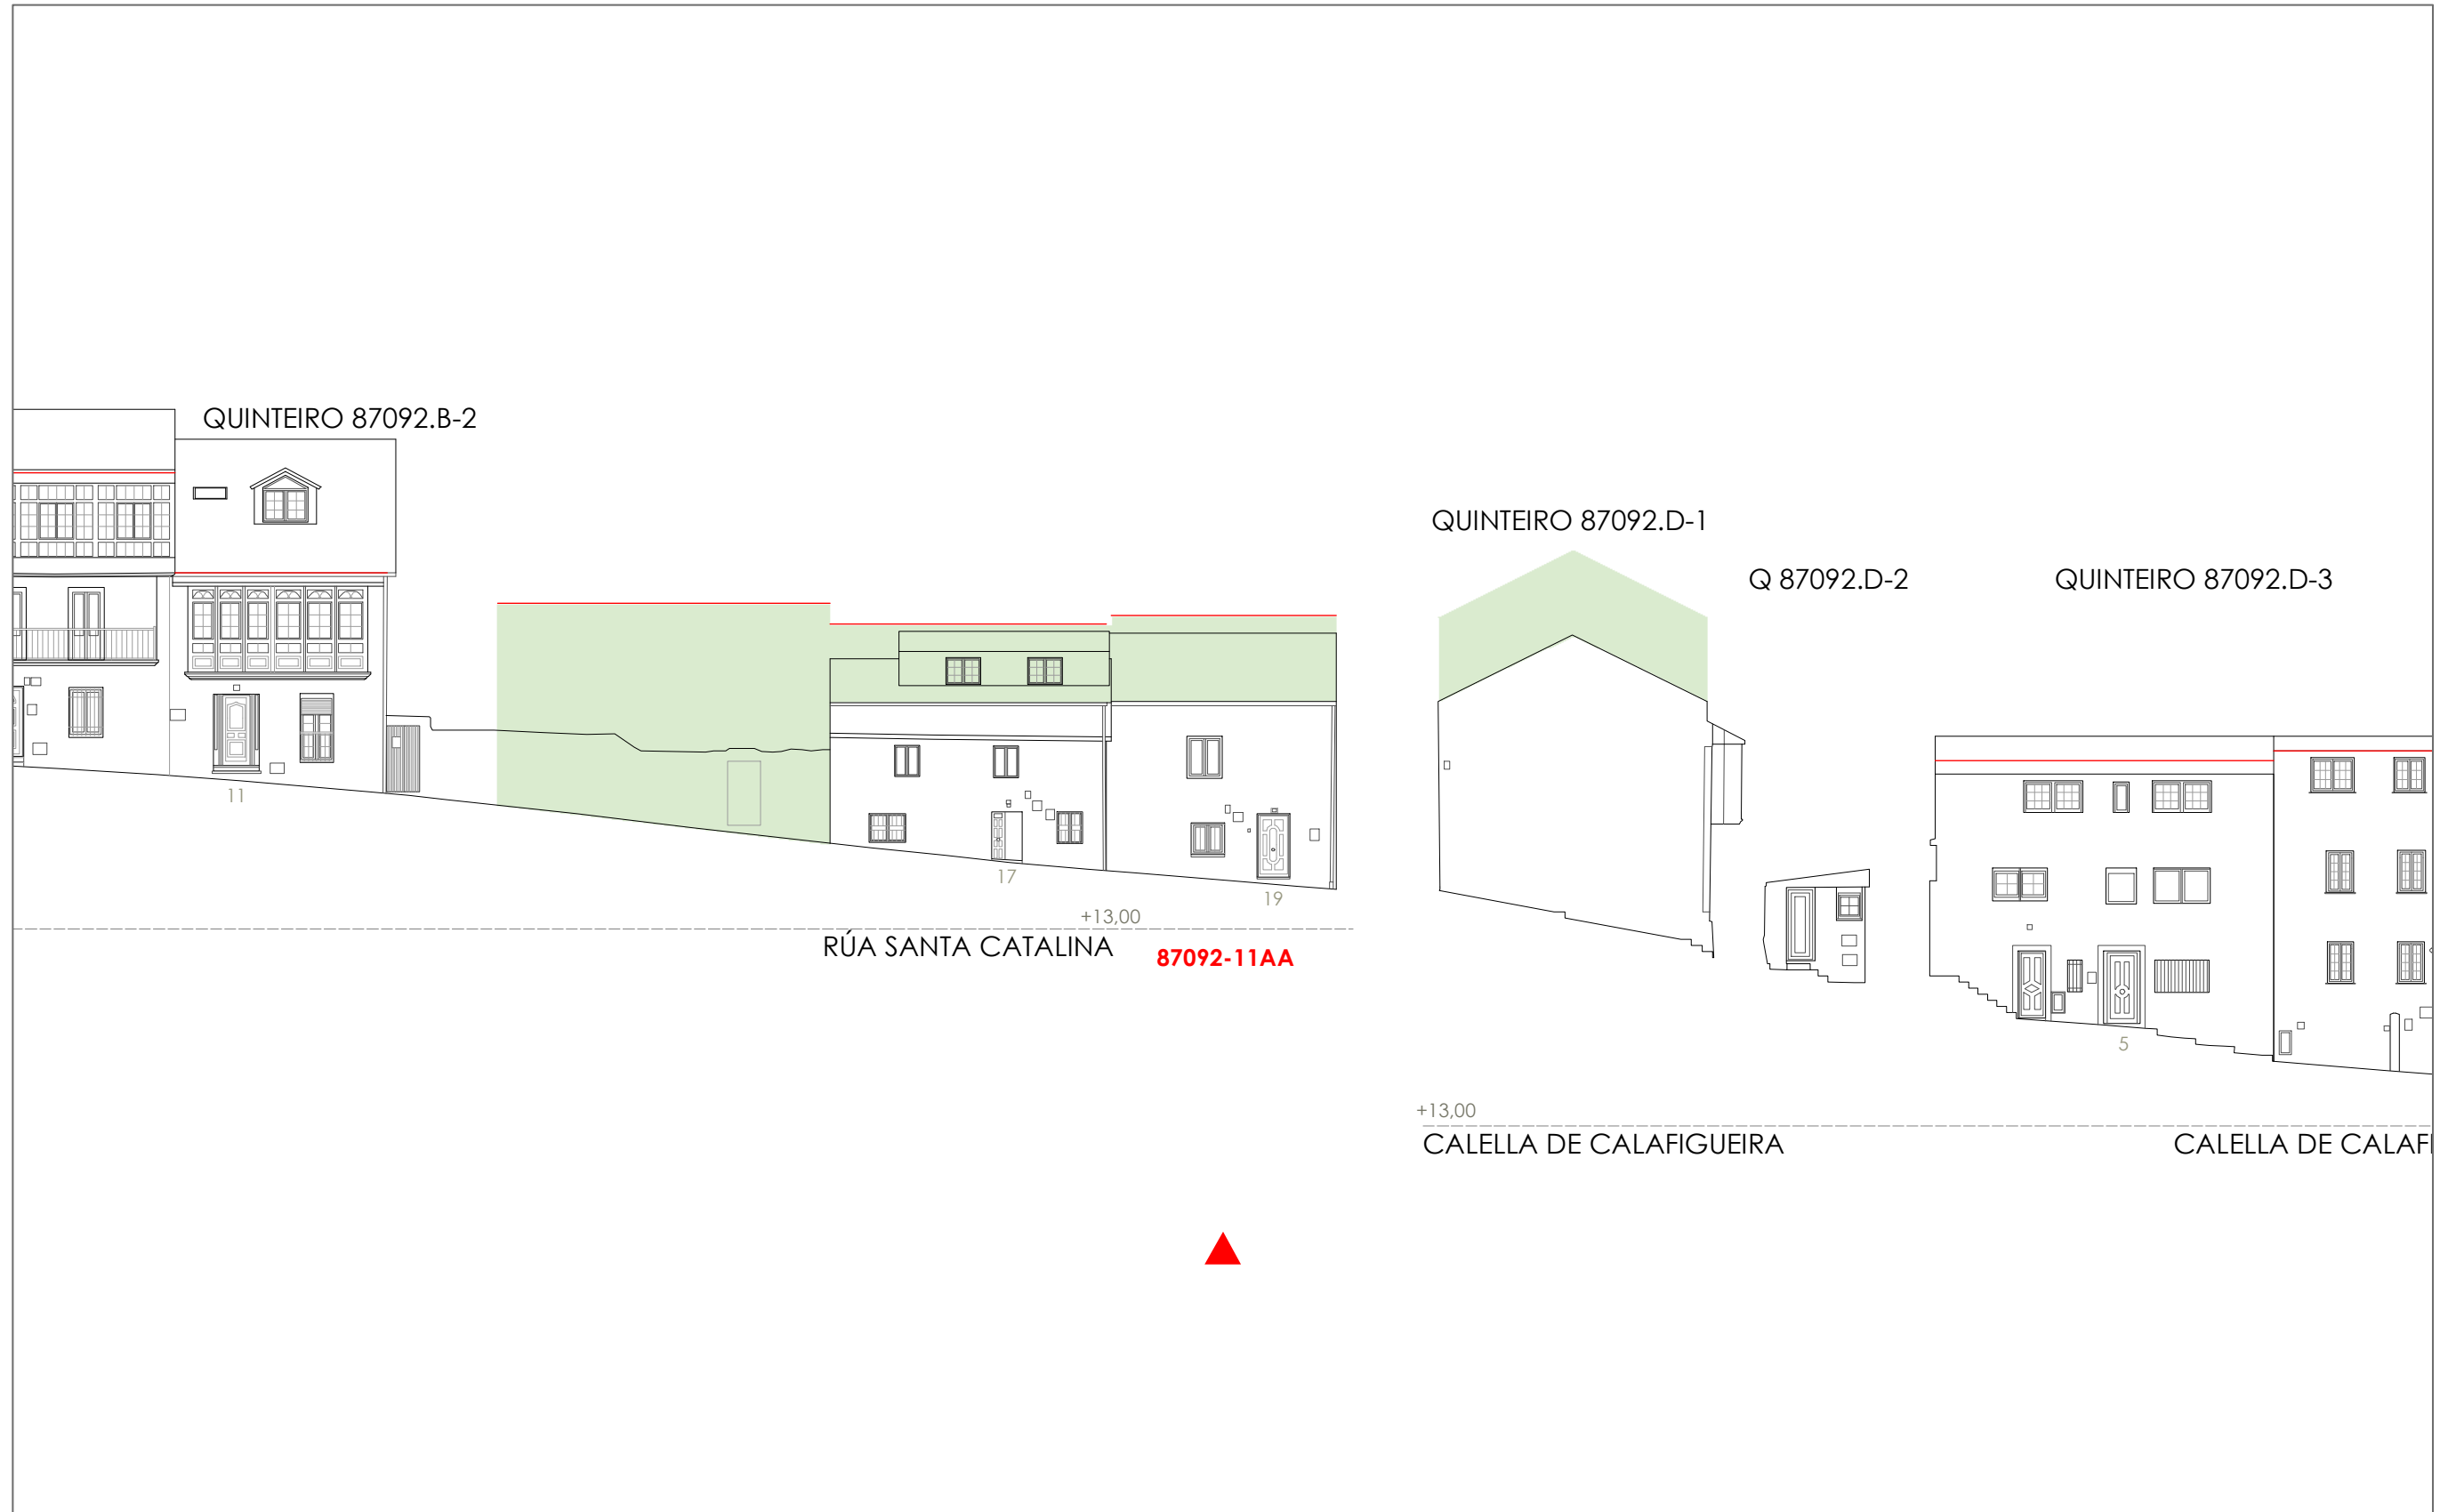 QUINTEIRO 87092.B-2
QUINTEIRO 87092.D-1
Q 87092.D-2
QUINTEIRO 87092.D-3
11
17
19
5
+13,00
RÚA SANTA CATALINA
87092-11AA
+13,00
CALELLA DE CALAFIGUEIRA
CALELLA DE CALAFI